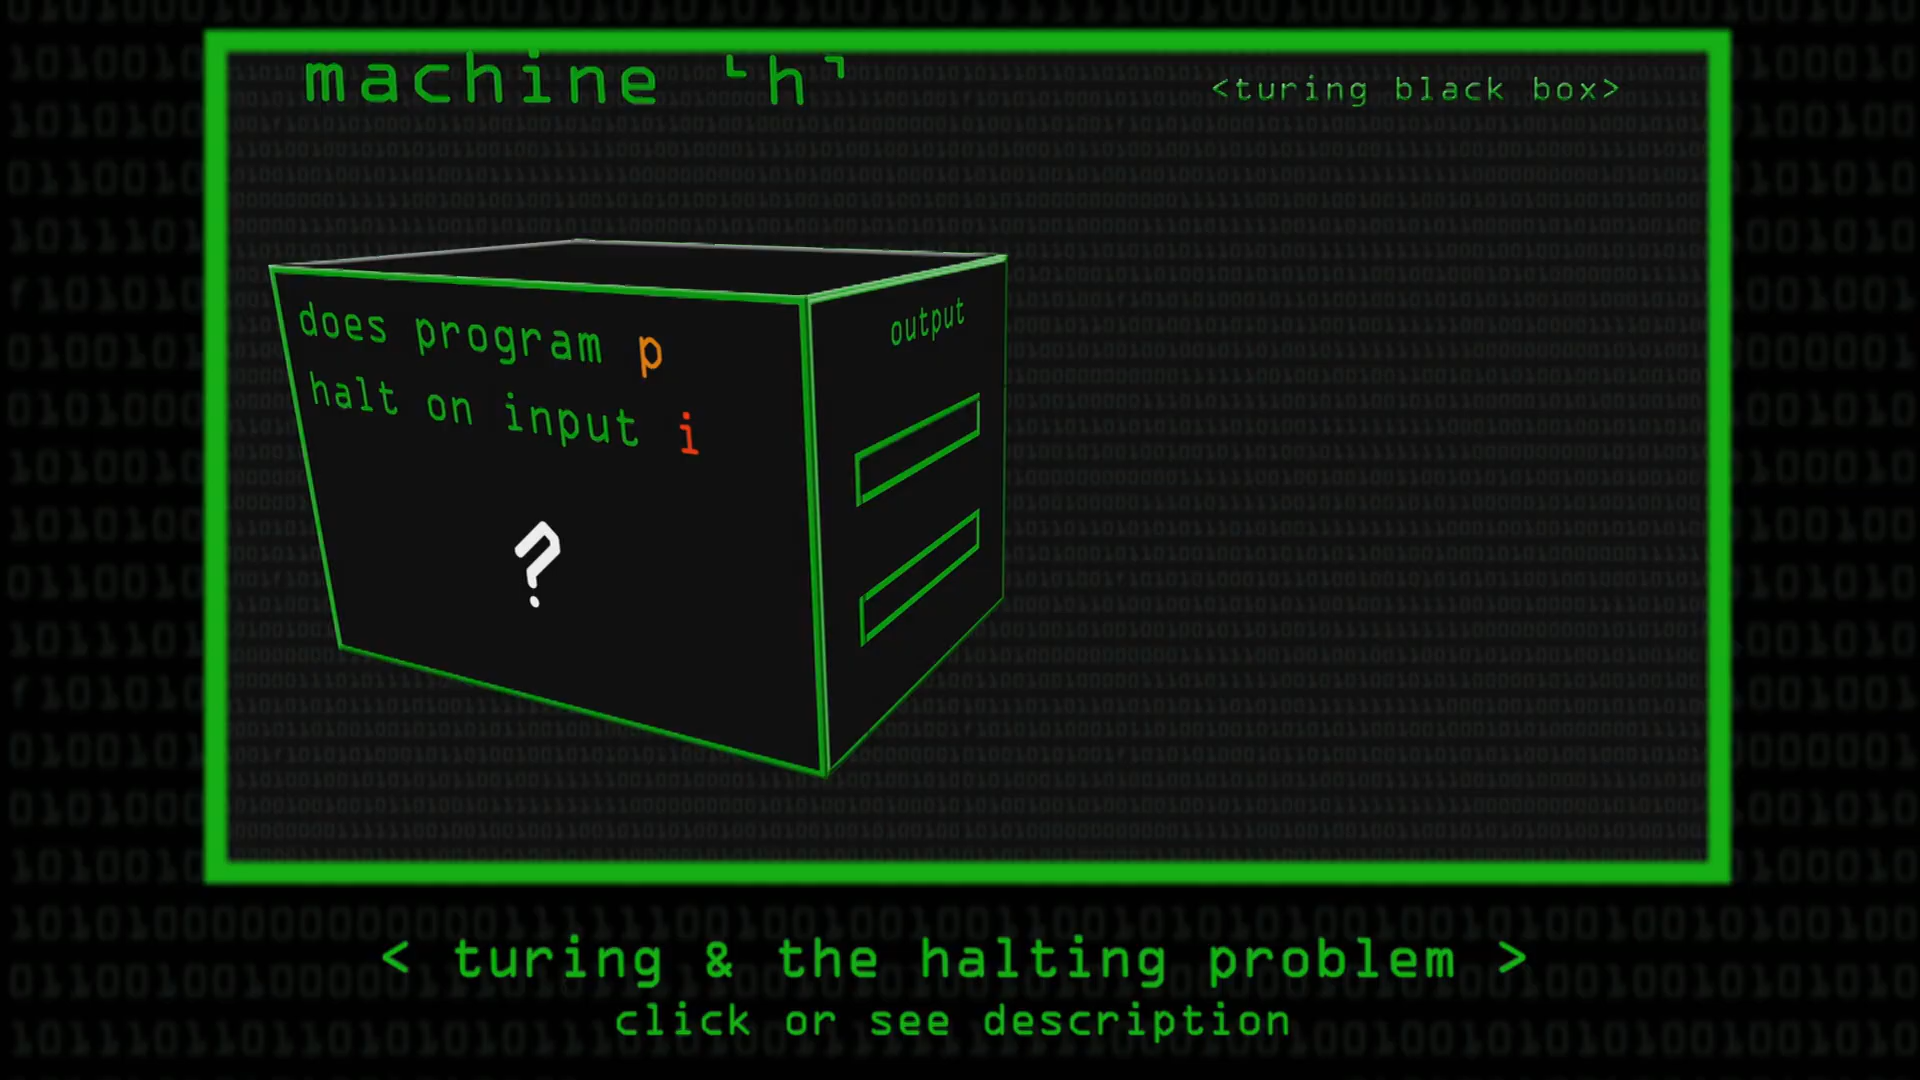 machine ⌞h⌝
<turing black box>
does program p
halt on input i
?
output
< turing & the halting problem >
click or see description